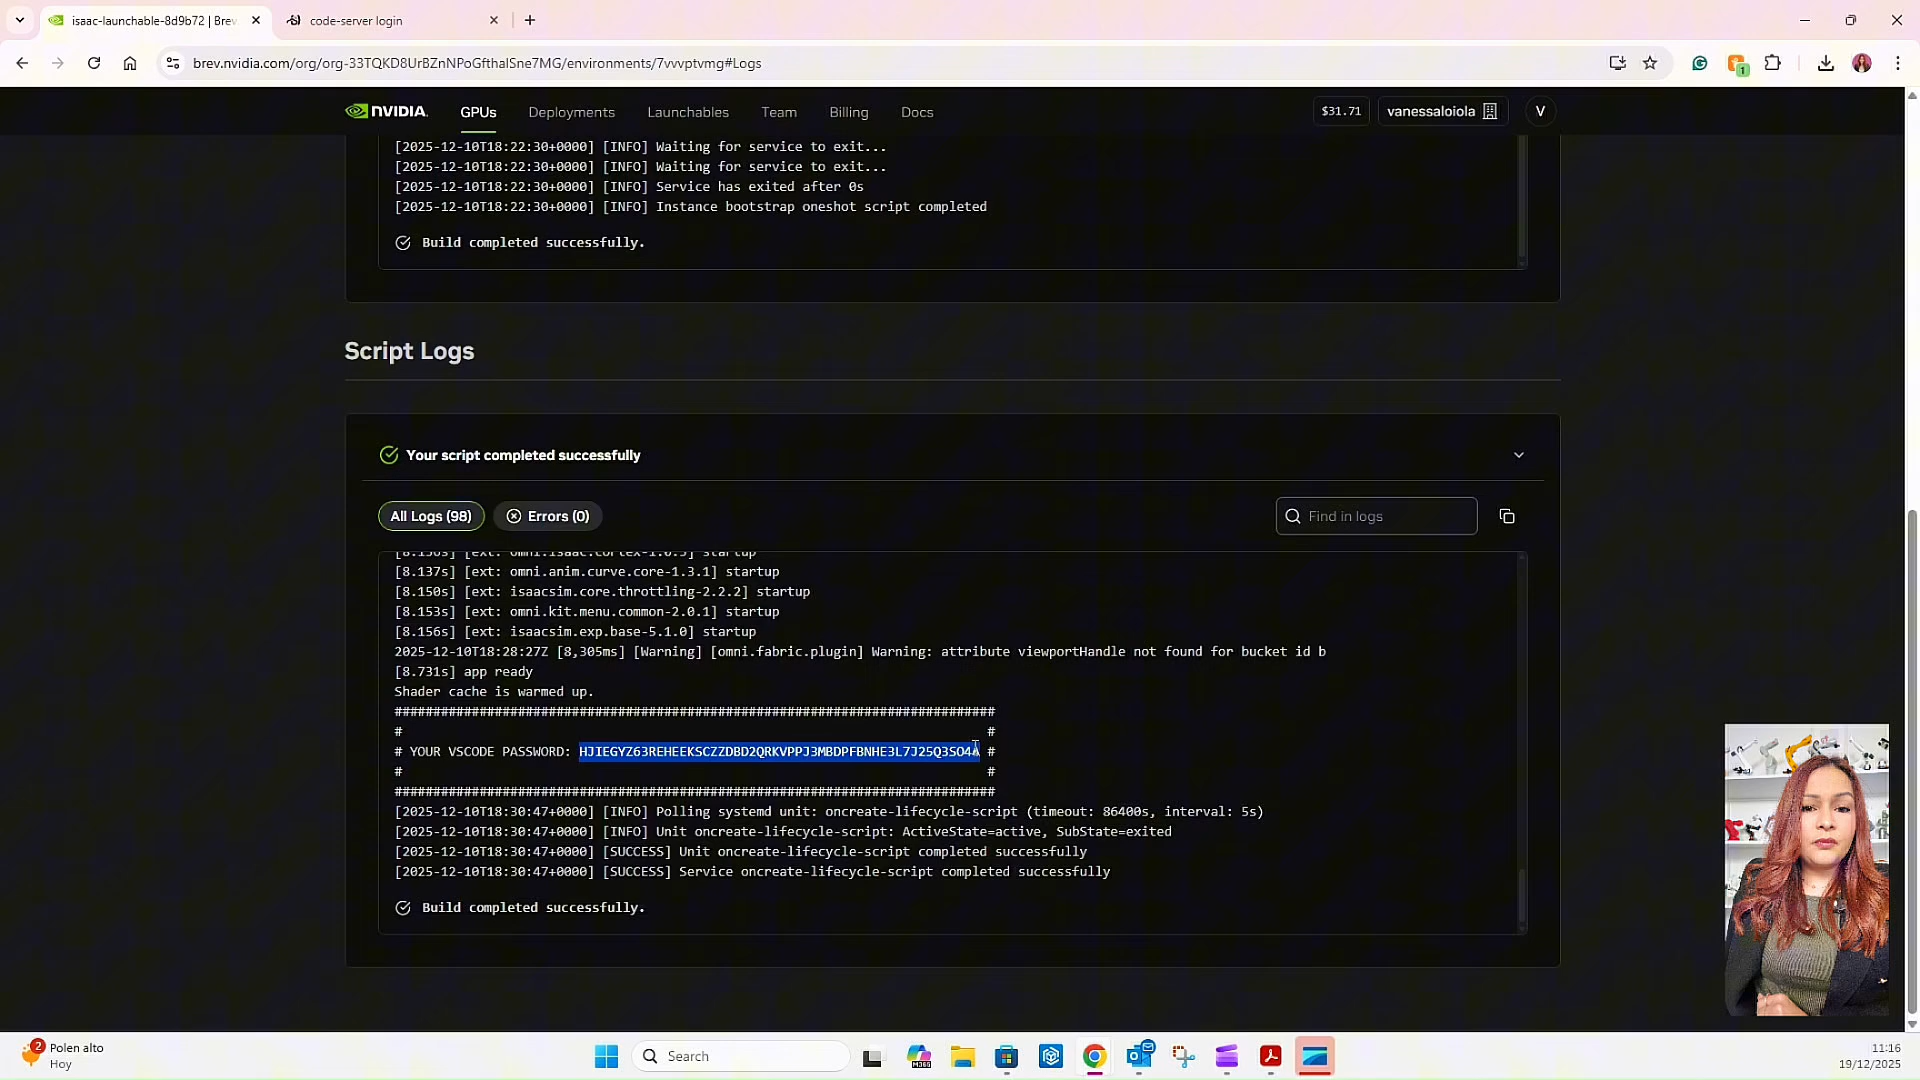 isaac-launchable-8d9b72 | Brev
code-server login
brev.nvidia.com/org/org-33TQKD8UrBZnNPoGfthalSne7MG/environments/7vvvptvmg#Logs
1
NVIDIA.
GPUs
Deployments
Launchables
Team
Billing
Docs
$31.71
vanessaloiola
V
[2025-12-10T18:22:30+0000] [INFO] Waiting for service to exit...
[2025-12-10T18:22:30+0000] [INFO] Waiting for service to exit...
[2025-12-10T18:22:30+0000] [INFO] Service has exited after 0s
[2025-12-10T18:22:30+0000] [INFO] Instance bootstrap oneshot script completed
Build completed successfully.
Script Logs
Your script completed successfully
All Logs (98)
Errors (0)
Find in logs
[8.137s] [ext: omni.anim.curve.core-1.3.1] startup
[8.150s] [ext: isaacsim.core.throttling-2.2.2] startup
[8.153s] [ext: omni.kit.menu.common-2.0.1] startup
[8.156s] [ext: isaacsim.exp.base-5.1.0] startup
2025-12-10T18:28:27Z [8,305ms] [Warning] [omni.fabric.plugin] Warning: attribute viewportHandle not found for bucket id b
[8.731s] app ready
Shader cache is warmed up.
##############################################################################
# #
# YOUR VSCODE PASSWORD: HJIEGYZ63REHEEKSCZZDBD2QRKVPPJ3MBDPFBNHE3L7J25Q3SO4A #
# #
##############################################################################
[2025-12-10T18:30:47+0000] [INFO] Polling systemd unit: oncreate-lifecycle-script (timeout: 86400s, interval: 5s)
[2025-12-10T18:30:47+0000] [INFO] Unit oncreate-lifecycle-script: ActiveState=active, SubState=exited
[2025-12-10T18:30:47+0000] [SUCCESS] Unit oncreate-lifecycle-script completed successfully
[2025-12-10T18:30:47+0000] [SUCCESS] Service oncreate-lifecycle-script completed successfully
Build completed successfully.
2
Polen alto
Hoy
Search
M365
11:16
19/12/2025